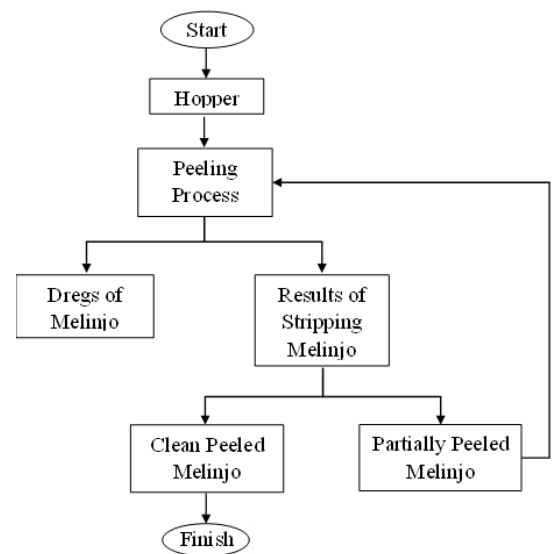 Start
Hopper
Peeling
Process
Dregs of
Melinjo
Results of
Stripping
Melinjo
Clean Peeled
Melinjo
Partially Peeled
Melinjo
Finish